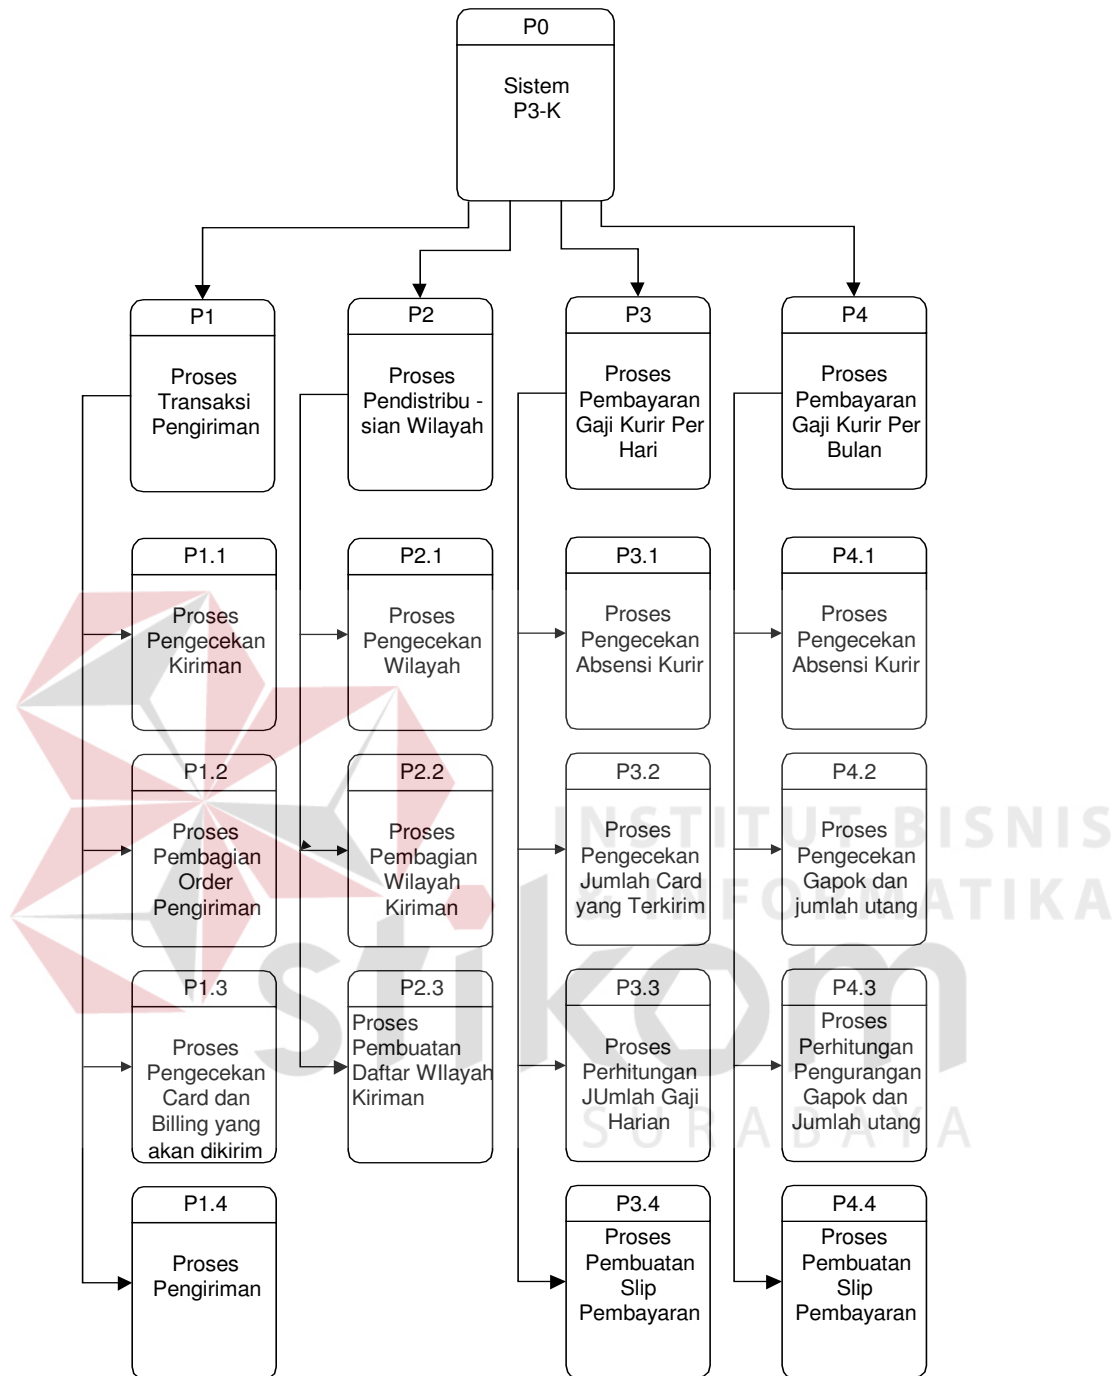 P0
Sistem
P3-K
P1
Proses
Transaksi
Pengiriman
P2
Proses
Pendistribu -
sian Wilayah
P3
Proses
Pembayaran
Gaji Kurir Per
Hari
P4
Proses
Pembayaran
Gaji Kurir Per
Bulan
P1.1
Proses
Pengecekan
Kiriman
P2.1
Proses
Pengecekan
Wilayah
P3.1
Proses
Pengecekan
Absensi Kurir
P4.1
Proses
Pengecekan
Absensi Kurir
P1.2
Proses
Pembagian
Order
Pengiriman
P2.2
Proses
Pembagian
Wilayah
Kiriman
P3.2
Proses
Pengecekan
Jumlah Card
yang Terkirim
P4.2
Proses
Pengecekan
Gapok dan
jumlah utang
P1.3
Proses
Pengecekan
Card dan
Billing yang
akan dikirim
P2.3
Proses
Pembuatan
Daftar WIlayah
Kiriman
P3.3
Proses
Perhitungan
JUmlah Gaji
Harian
P4.3
Proses
Perhitungan
Pengurangan
Gapok dan
Jumlah utang
P1.4
Proses
Pengiriman
P3.4
Proses
Pembuatan
Slip
Pembayaran
P4.4
Proses
Pembuatan
Slip
Pembayaran
INSTITUT BISNIS
& INFORMATIKA
stikom
SURABAYA